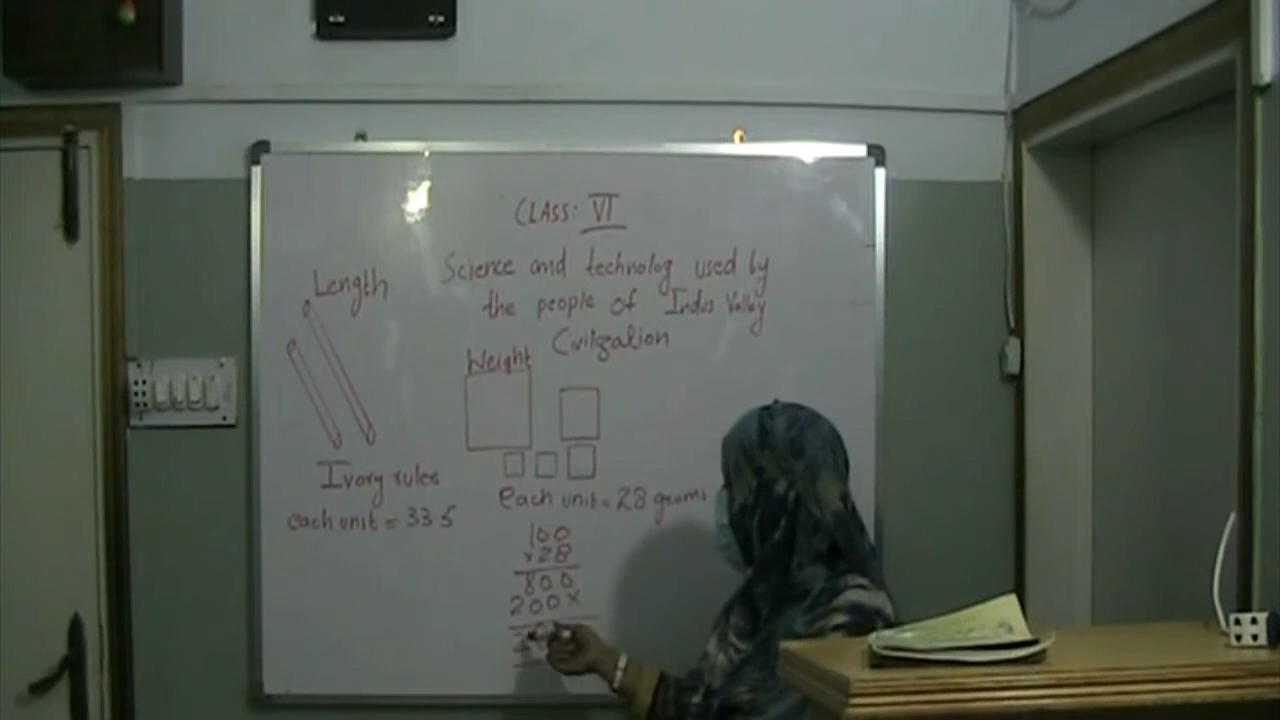 CLASS- VI
Science and technolog used by
the people of Indus Valley
Civilzation
Length
Ivory rules
each unit = 33.5
Weight
each unit = 28 grams
100
×28
800
200×